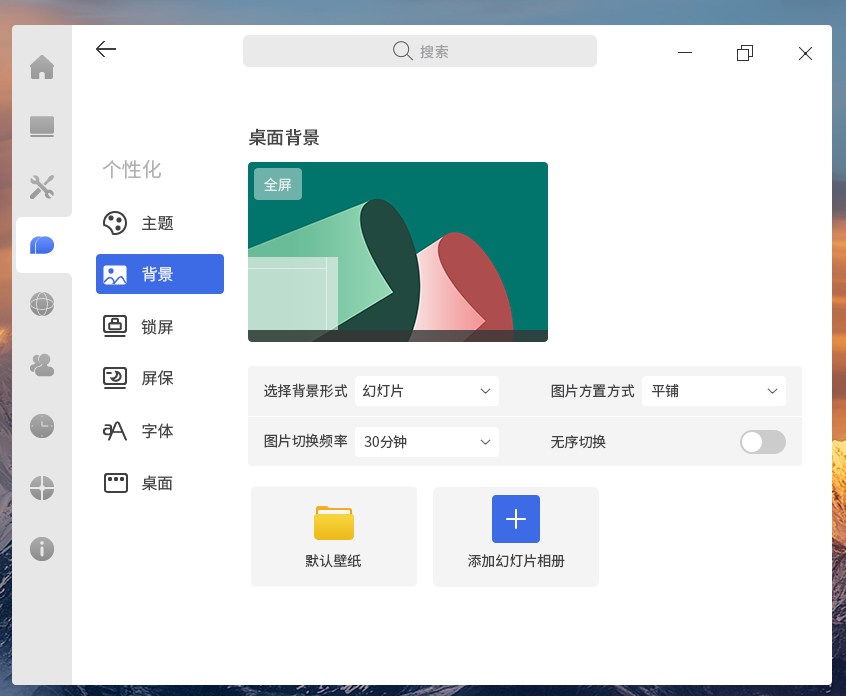 搜索
个性化
主题
背景
锁屏
屏保
字体
桌面
桌面背景
全屏
选择背景形式 幻灯片 图片方置方式 平铺
图片切换频率 30分钟 无序切换
默认壁纸 添加幻灯片相册